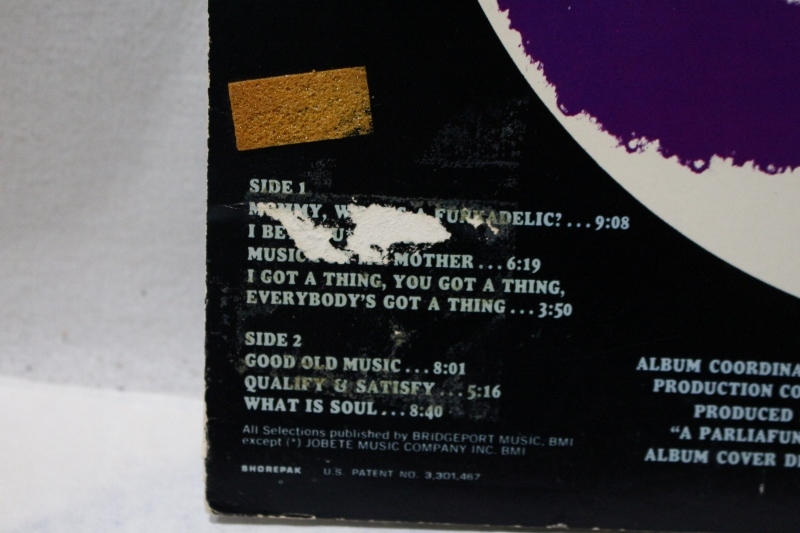 SIDE 1
MOMMY, A FUNKADELIC? . . . 9:08
I
MUSIC MOTHER . . . 6:19
I GOT A THING, YOU GOT A THING,
EVERYBODY'S GOT A THING . . . 3:50
SIDE 2
GOOD OLD MUSIC . . . 8:01
QUALIFY & SATISFY . . . 5:16
WHAT IS SOUL . . . 8:40
All Selections published by BRIDGEPORT MUSIC, BMI
except (*) JOBETE MUSIC COMPANY INC. BMI
SHOREPAK U.S. PATENT NO. 3,301,467
ALBUM
PRODUCTION
PRODUCED
"A
ALBUM COVER